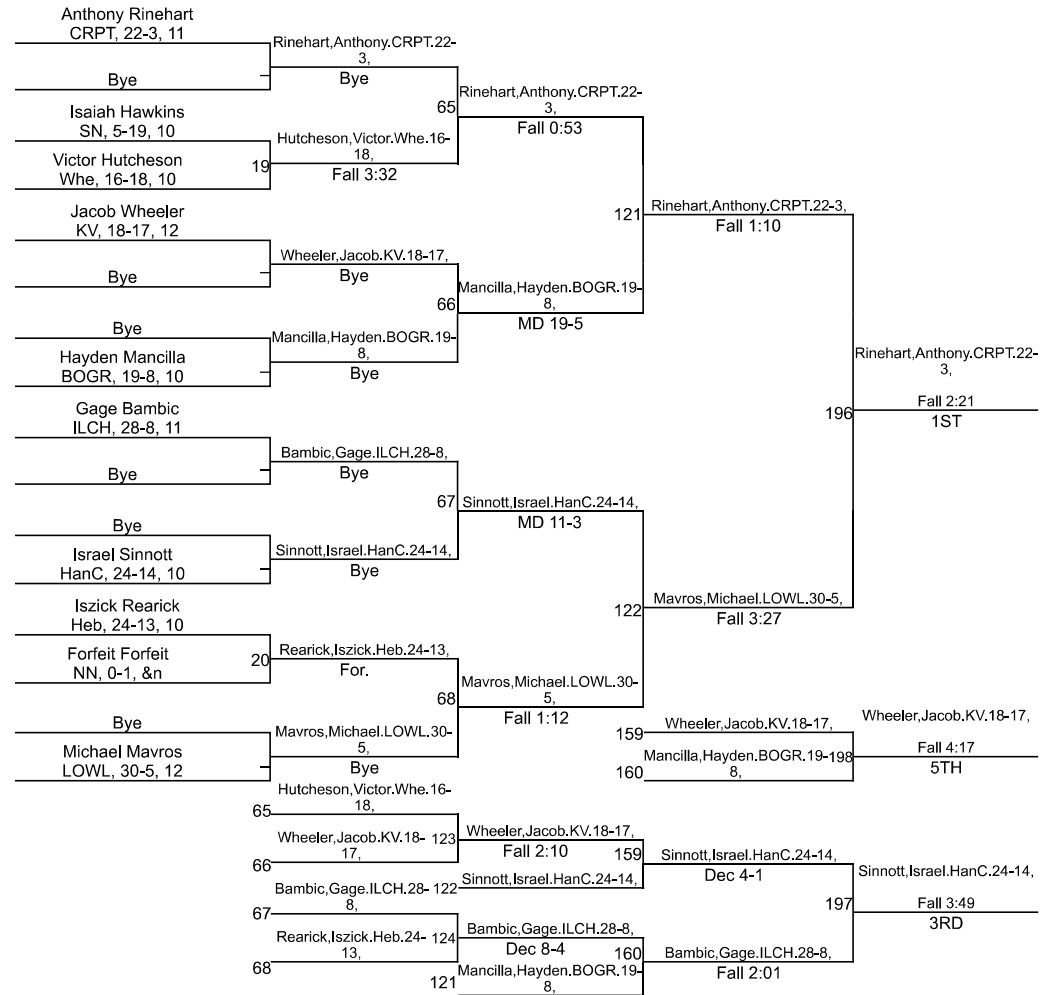 Anthony Rinehart
CRPT, 22-3, 11
Bye
Isaiah Hawkins
SN, 5-19, 10
Victor Hutcheson
Whe, 16-18, 10
19
Jacob Wheeler
KV, 18-17, 12
Bye
Bye
Hayden Mancilla
BOGR, 19-8, 10
Gage Bambic
ILCH, 28-8, 11
Bye
Bye
Israel Sinnott
HanC, 24-14, 10
Iszick Rearick
Heb, 24-13, 10
Forfeit Forfeit
NN, 0-1, &n
20
Bye
Michael Mavros
LOWL, 30-5, 12
Rinehart,Anthony.CRPT.22-
3,
Bye
65
Hutcheson,Victor.Whe.16-
18,
Fall 3:32
Wheeler,Jacob.KV.18-17,
Bye
66
Mancilla,Hayden.BOGR.19-
8,
Bye
Bambic,Gage.ILCH.28-8,
Bye
67
Sinnott,Israel.HanC.24-14,
Bye
Rearick,Iszick.Heb.24-13,
For.
68
Mavros,Michael.LOWL.30-
5,
Bye
Rinehart,Anthony.CRPT.22-
3,
Fall 0:53
121
Mancilla,Hayden.BOGR.19-
8,
MD 19-5
Sinnott,Israel.HanC.24-14,
MD 11-3
122
Mavros,Michael.LOWL.30-
5,
Fall 1:12
Rinehart,Anthony.CRPT.22-3,
Fall 1:10
196
Mavros,Michael.LOWL.30-5,
Fall 3:27
Rinehart,Anthony.CRPT.22-
3,
Fall 2:21
1ST
159
Wheeler,Jacob.KV.18-17,
160
Mancilla,Hayden.BOGR.19-
8,
198
Wheeler,Jacob.KV.18-17,
Fall 4:17
5TH
65
Hutcheson,Victor.Whe.16-
18,
66
Wheeler,Jacob.KV.18-
17,
123
Wheeler,Jacob.KV.18-17,
Fall 2:10
122
Sinnott,Israel.HanC.24-14,
159
Sinnott,Israel.HanC.24-14,
Dec 4-1
67
Bambic,Gage.ILCH.28-
8,
68
Rearick,Iszick.Heb.24-
13,
124
Bambic,Gage.ILCH.28-8,
Dec 8-4
121
Mancilla,Hayden.BOGR.19-
8,
160
Bambic,Gage.ILCH.28-8,
Fall 2:01
197
Sinnott,Israel.HanC.24-14,
Fall 3:49
3RD